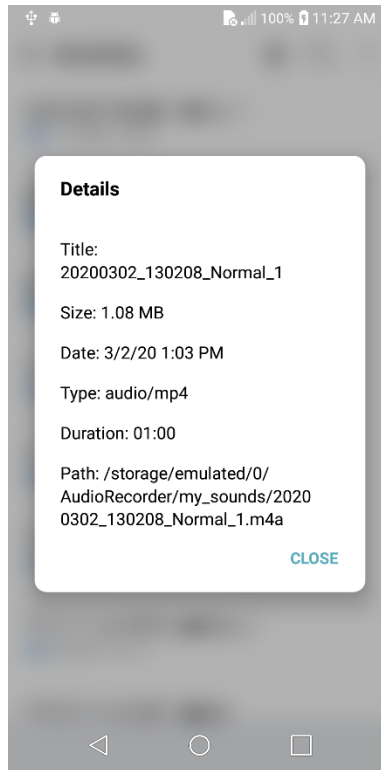 100% 11:27 AM
Details
Title:
20200302_130208_Normal_1
Size: 1.08 MB
Date: 3/2/20 1:03 PM
Type: audio/mp4
Duration: 01:00
Path: /storage/emulated/0/
AudioRecorder/my_sounds/2020
0302_130208_Normal_1.m4a
CLOSE